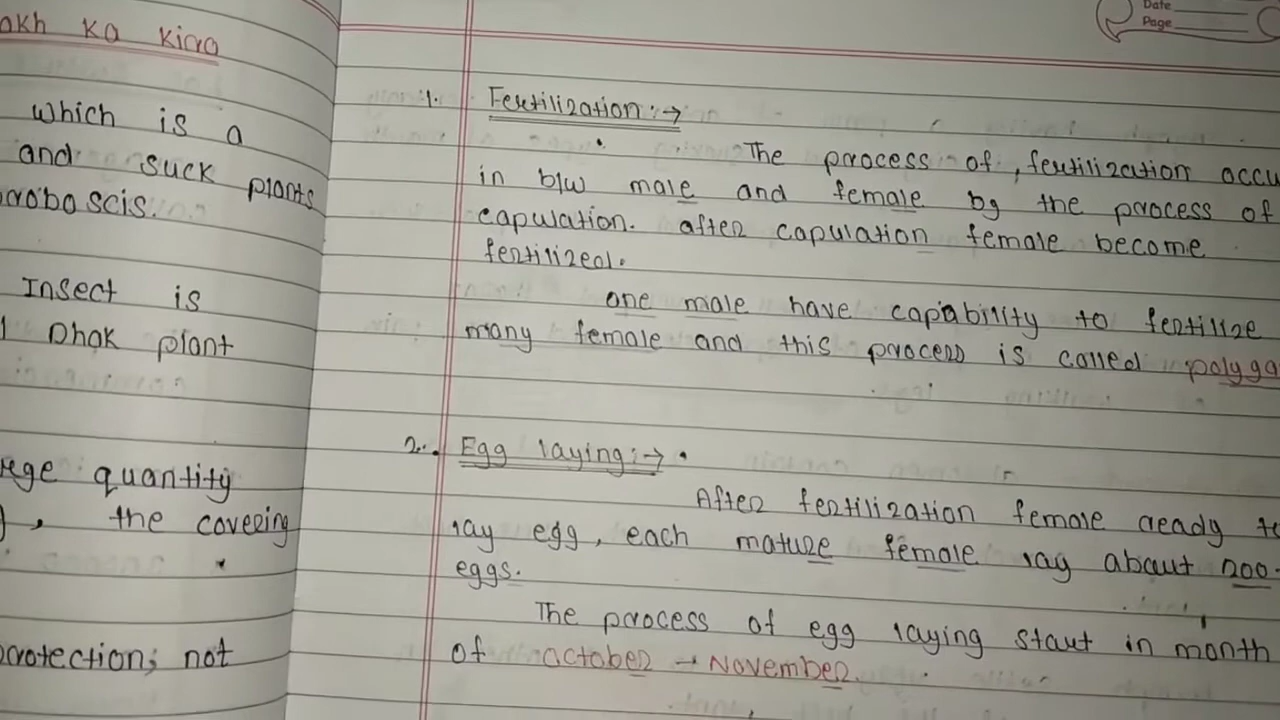 akh ka Kira
which is a
and suck plants
roboscis.
Insect is
Dhak plant
rge quantity
, the covering
protection; not
Date
Page
1. Fertilization:→
The process of, fertilization occu
in b/w male and female by the process of
capulation. after capulation female become
fertilized.
one male have capability to fertilize
many female and this process is called polyga
2. Egg laying:→
After fertilization female ready to
lay egg, each mature female lay about 200-
eggs.
The process of egg laying start in month
of october → November.